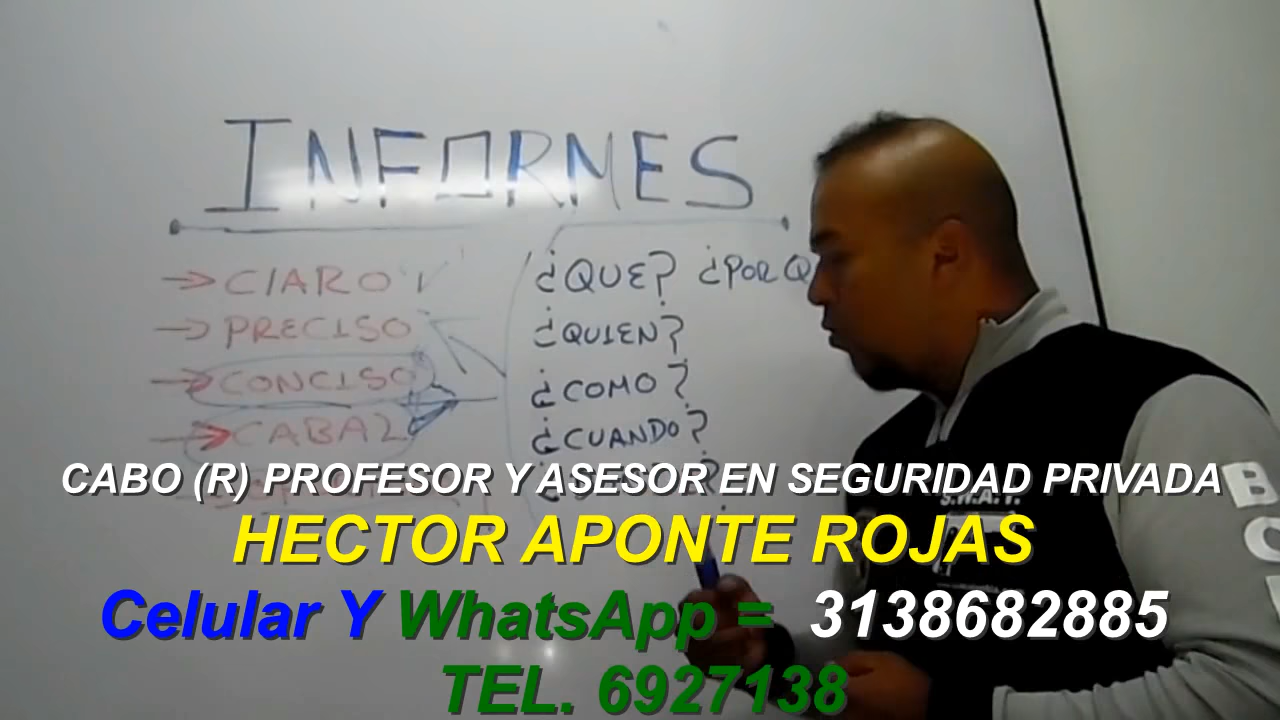 INFORMES
→ CLARO ✓
→ PRECISO
→ CONCISO
→ CABAL
¿QUE? ¿POR Q
¿QUIEN?
¿COMO?
¿CUANDO?
CABO (R) PROFESOR Y ASESOR EN SEGURIDAD PRIVADA
HECTOR APONTE ROJAS
Celular Y WhatsApp = 3138682885
TEL. 6927138
S.W.A.T.